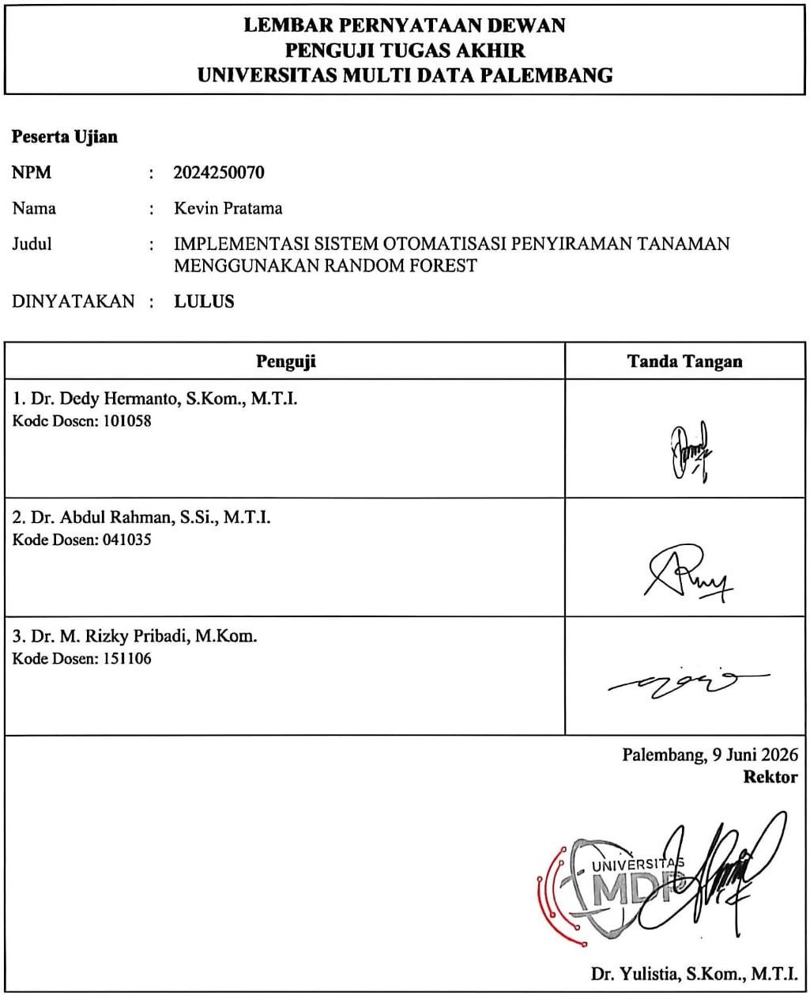 LEMBAR PERNYATAAN DEWAN
PENGUJI TUGAS AKHIR
UNIVERSITAS MULTI DATA PALEMBANG
Peserta Ujian
NPM : 2024250070
Nama : Kevin Pratama
Judul : IMPLEMENTASI SISTEM OTOMATISASI PENYIRAMAN TANAMAN
MENGGUNAKAN RANDOM FOREST
DINYATAKAN : LULUS
Penguji Tanda Tangan
1. Dr. Dedy Hermanto, S.Kom., M.T.I.
Kode Dosen: 101058
2. Dr. Abdul Rahman, S.Si., M.T.I.
Kode Dosen: 041035
3. Dr. M. Rizky Pribadi, M.Kom.
Kode Dosen: 151106
Palembang, 9 Juni 2026
Rektor
UNIVERSITAS
MDP
Dr. Yulistia, S.Kom., M.T.I.